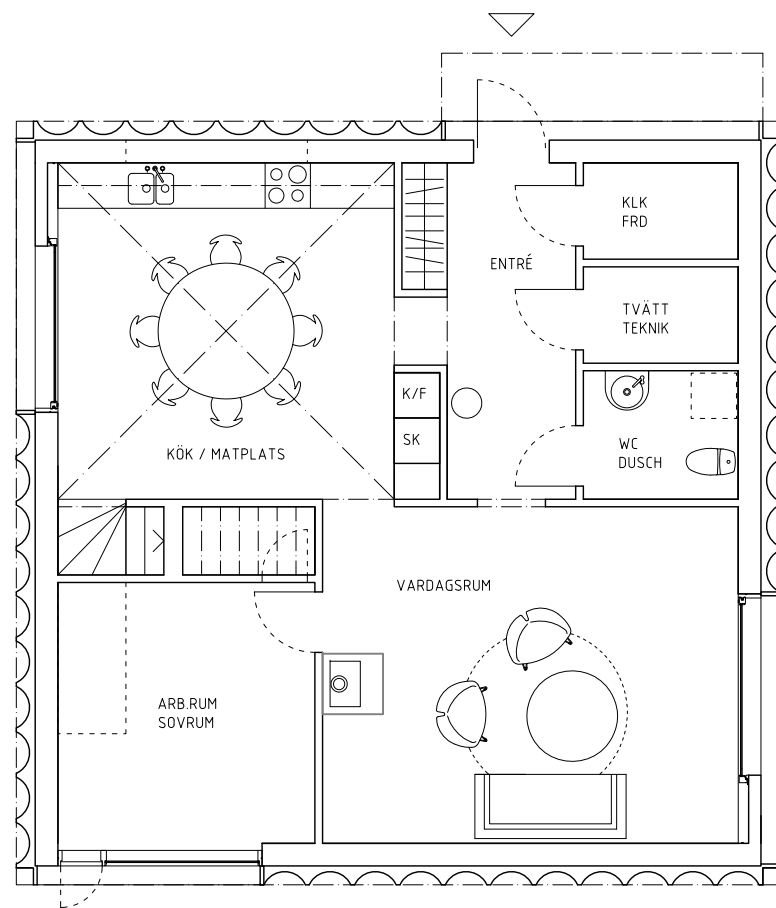 KLK
FRD
ENTRÉ
TVÄTT
TEKNIK
K/F
SK
WC
DUSCH
KÖK / MATPLATS
VARDAGSRUM
ARB.RUM
SOVRUM